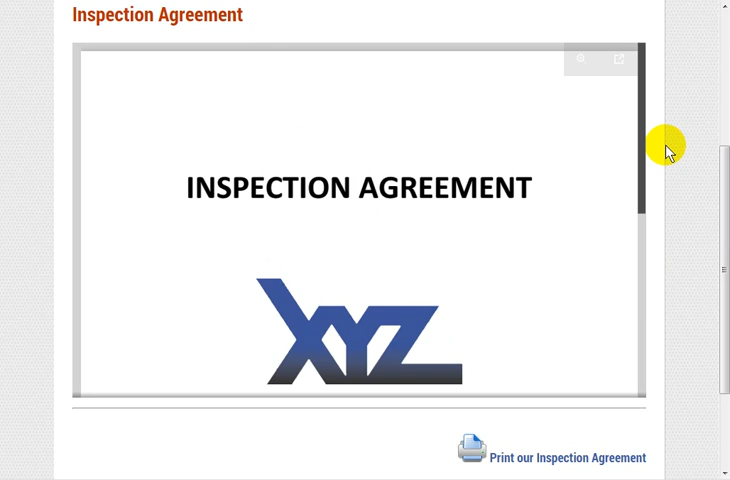 Inspection Agreement
INSPECTION AGREEMENT
XYZ
Print our Inspection Agreement